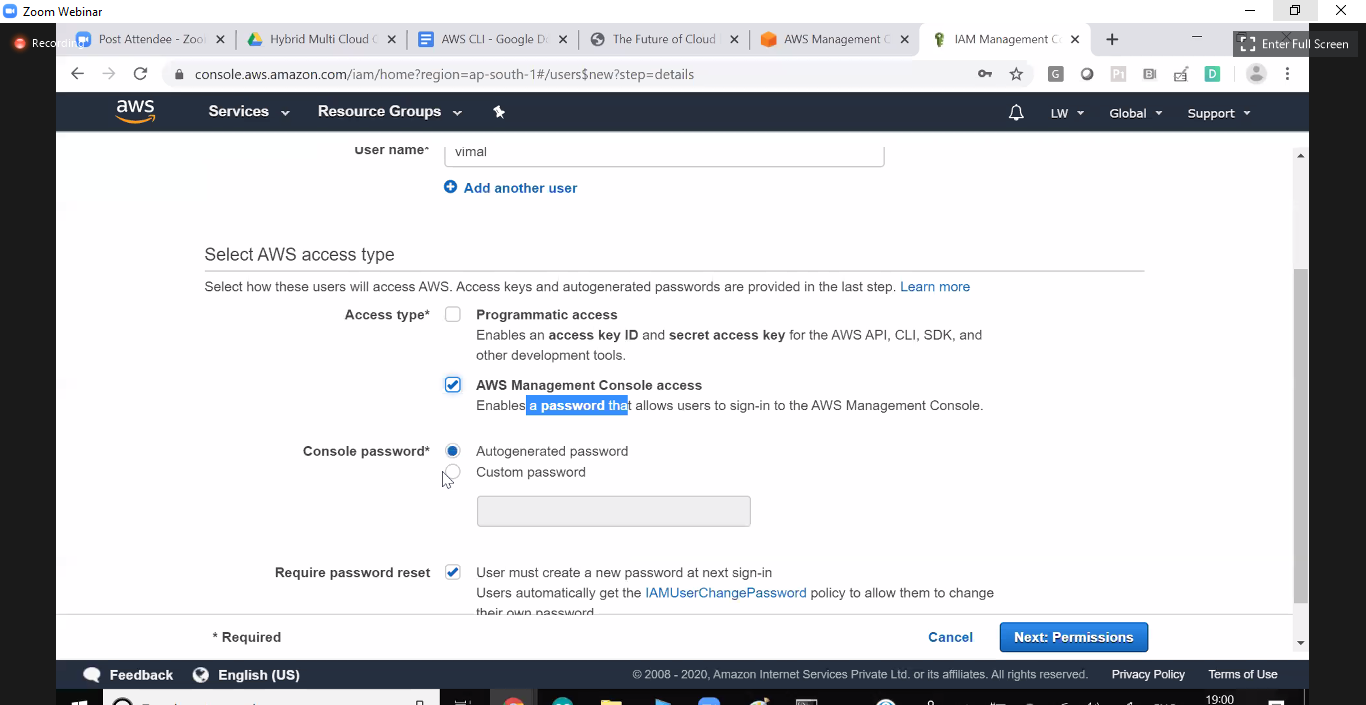 Zoom Webinar
Recording
Post Attendee - Zoo
Hybrid Multi Cloud C
AWS CLI - Google D
The Future of Cloud
AWS Management C
IAM Management C
Enter Full Screen
console.aws.amazon.com/iam/home?region=ap-south-1#/users$new?step=details
aws
Services
Resource Groups
LW
Global
Support
User name*
vimal
Add another user
Select AWS access type
Select how these users will access AWS. Access keys and autogenerated passwords are provided in the last step. Learn more
Access type*
Programmatic access
Enables an access key ID and secret access key for the AWS API, CLI, SDK, and
other development tools.
AWS Management Console access
Enables a password that allows users to sign-in to the AWS Management Console.
Console password*
Autogenerated password
Custom password
Require password reset
User must create a new password at next sign-in
Users automatically get the IAMUserChangePassword policy to allow them to change
their own password
* Required
Cancel
Next: Permissions
Feedback
English (US)
© 2008 - 2020, Amazon Internet Services Private Ltd. or its affiliates. All rights reserved.
Privacy Policy
Terms of Use
19:00